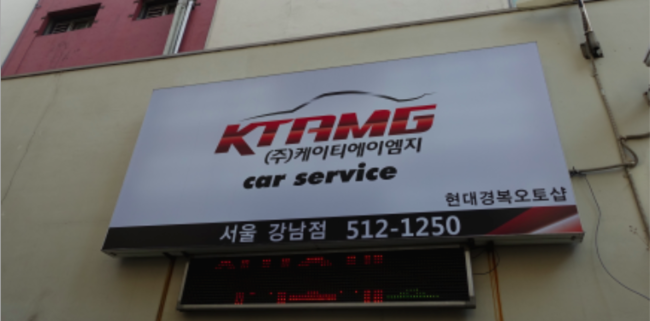 KTAMG
(주)케이티에이엠지
car service
현대경복오토샵
서울 강남점 512-1250